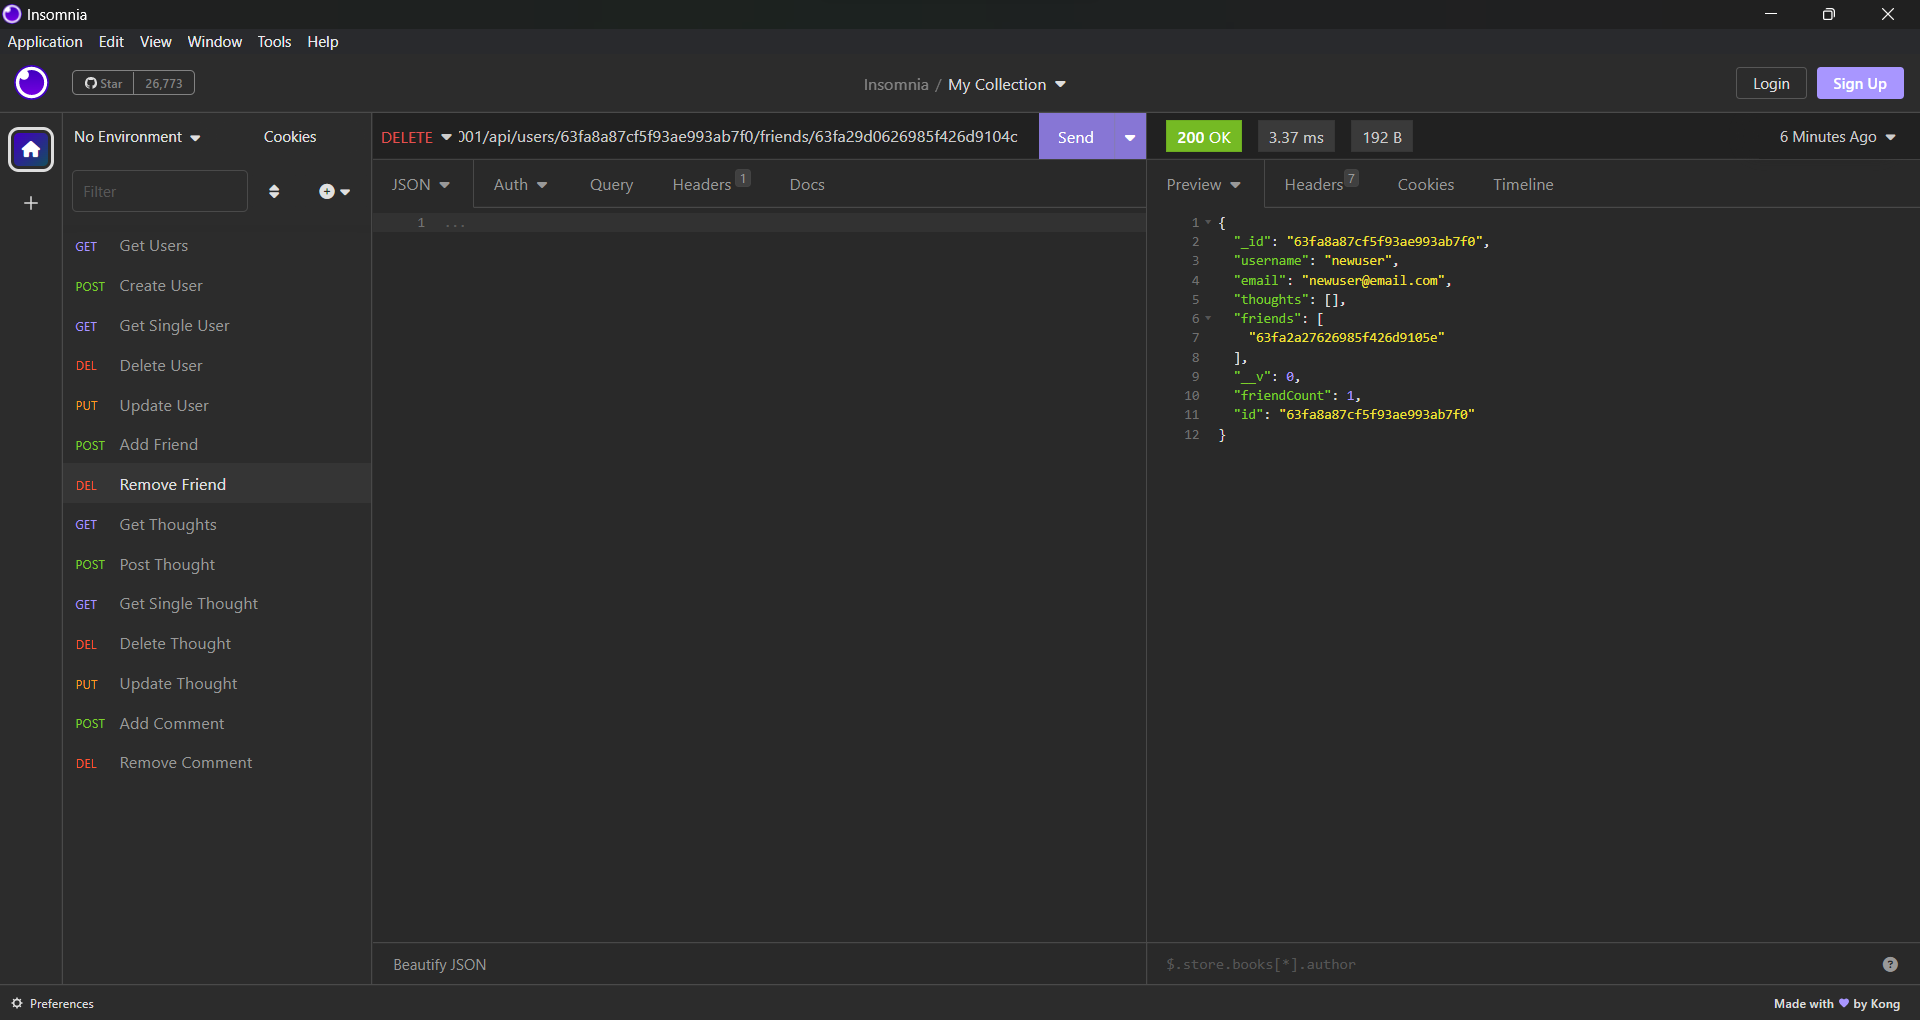 Insomnia
Application Edit View Window Tools Help
Star 26,773
Insomnia / My Collection
Login
Sign Up
No Environment
Cookies
DELETE
001/api/users/63fa8a87cf5f93ae993ab7f0/friends/63fa29d0626985f426d9104c
Send
200 OK
3.37 ms
192 B
6 Minutes Ago
Filter
JSON
Auth
Query
Headers 1
Docs
Preview
Headers 7
Cookies
Timeline
GET Get Users
POST Create User
GET Get Single User
DEL Delete User
PUT Update User
POST Add Friend
DEL Remove Friend
GET Get Thoughts
POST Post Thought
GET Get Single Thought
DEL Delete Thought
PUT Update Thought
POST Add Comment
DEL Remove Comment
1 ...
1 {
2 "_id": "63fa8a87cf5f93ae993ab7f0",
3 "username": "newuser",
4 "email": "newuser@email.com",
5 "thoughts": [],
6 "friends": [
7 "63fa2a27626985f426d9105e"
8 ],
9 "__v": 0,
10 "friendCount": 1,
11 "id": "63fa8a87cf5f93ae993ab7f0"
12 }
Beautify JSON
$.store.books[*].author
?
Preferences
Made with 💜 by Kong